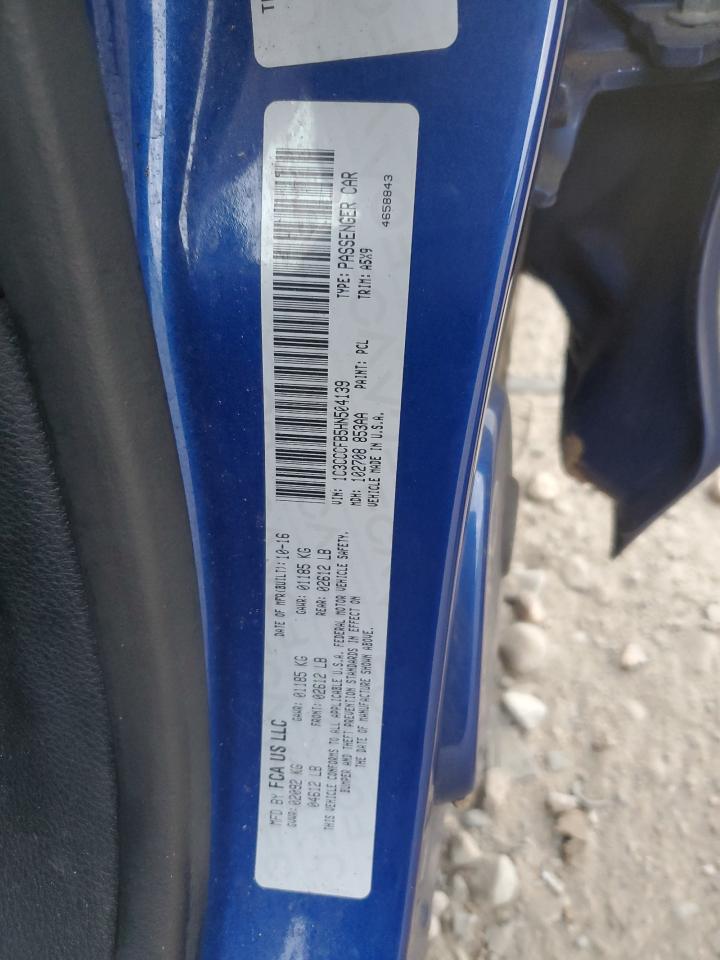 MFD BY FCA US LLC
DATE OF MFR(BUILT): 10-16
GVWR: 02092 KG
GAWR: 01185 KG
GAWR: 01185 KG
04612 LB
FRONT: 02612 LB
REAR: 02612 LB
THIS VEHICLE CONFORMS TO ALL APPLICABLE U.S.A. FEDERAL MOTOR VEHICLE SAFETY,
BUMPER AND THEFT PREVENTION STANDARDS IN EFFECT ON
THE DATE OF MANUFACTURE SHOWN ABOVE.
VIN: 1C3CCCFB5HN504139
TYPE: PASSENGER CAR
MDH: 102708 853AA
PAINT: PCL
TRIM: A5X9
VEHICLE MADE IN U.S.A.
4658843